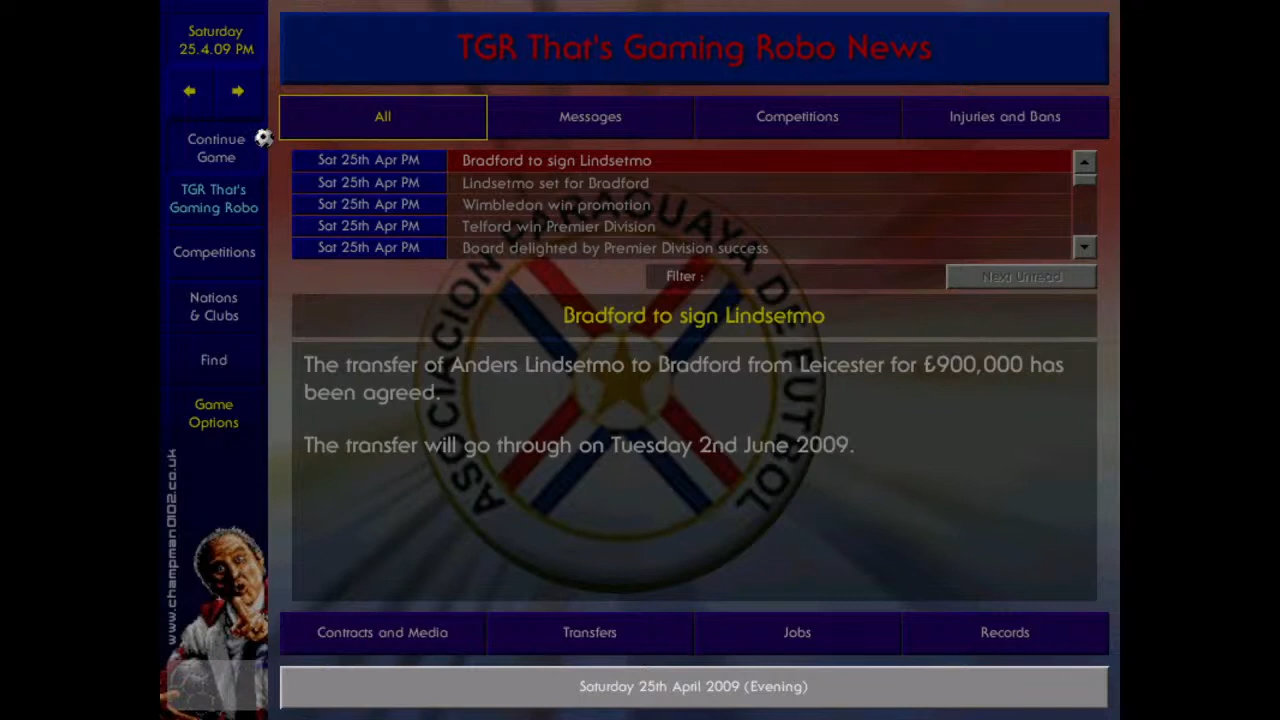 Saturday
25.4.09 PM
Continue
Game
TGR That's
Gaming Robo
Competitions
Nations
& Clubs
Find
Game
Options
www.champman0102.co.uk
TGR That's Gaming Robo News
All
Messages
Competitions
Injuries and Bans
Sat 25th Apr PM Bradford to sign Lindsetmo
Sat 25th Apr PM Lindsetmo set for Bradford
Sat 25th Apr PM Wimbledon win promotion
Sat 25th Apr PM Telford win Premier Division
Sat 25th Apr PM Board delighted by Premier Division success
Filter :
Next Unread
Bradford to sign Lindsetmo
The transfer of Anders Lindsetmo to Bradford from Leicester for £900,000 has
been agreed.
The transfer will go through on Tuesday 2nd June 2009.
ASOCIACION PARAGUAYA DE FUTBOL
Contracts and Media
Transfers
Jobs
Records
Saturday 25th April 2009 (Evening)